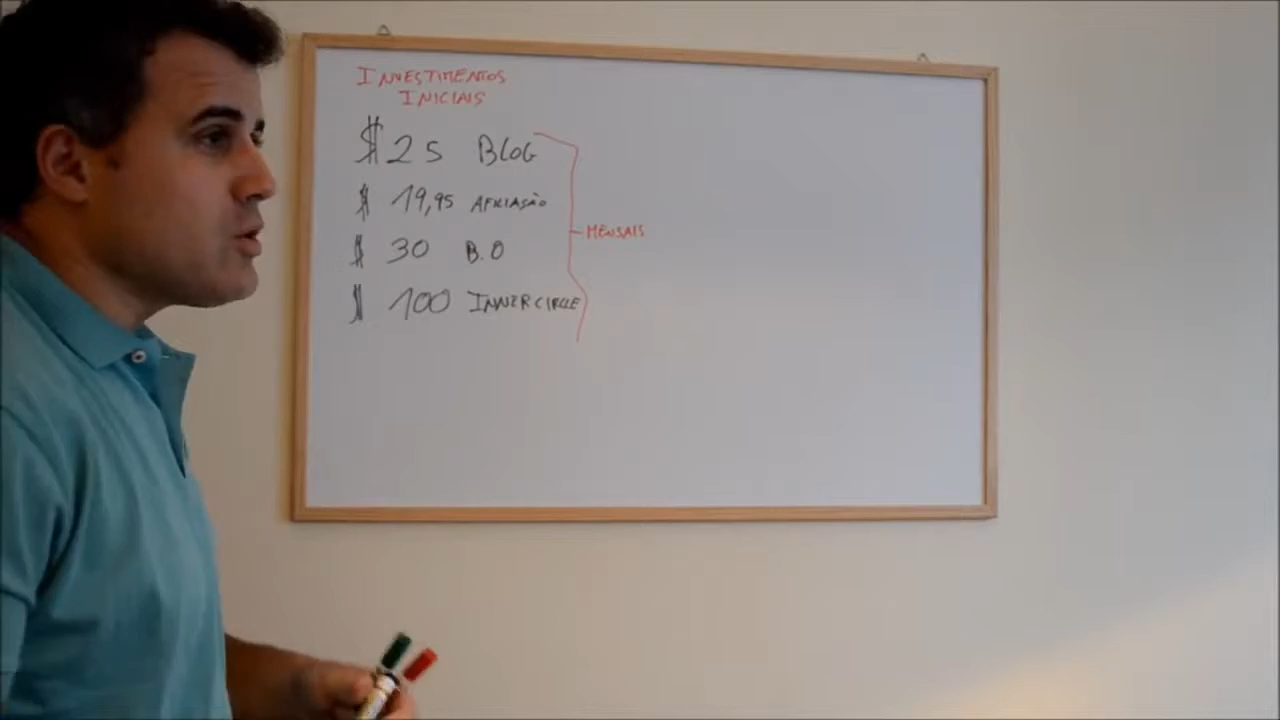 INVESTIMENTOS
INICIAIS
$ 25 BLOG
$ 19,95 AFILIAÇÃO
$ 30 B.O
MENSAIS
$ 100 INNER CIRCLE